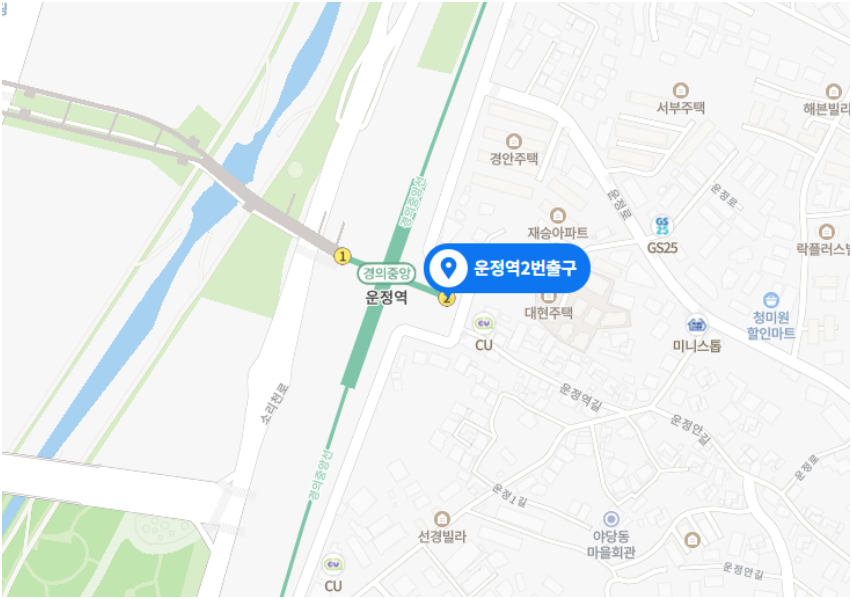 서부주택
해븐빌라
경안주택
운정로
운정로
경의중앙선
재승아파트
GS
25
GS25
락플러스빌
1
경의중앙
운정역2번출구
운정역
2
대현주택
CU
CU
청미원
할인마트
미니스톱
소리천로
운정역길
운정안길
경의중앙선
운정로
운정1길
선경빌라
야당동
마을회관
운정안길
CU
CU